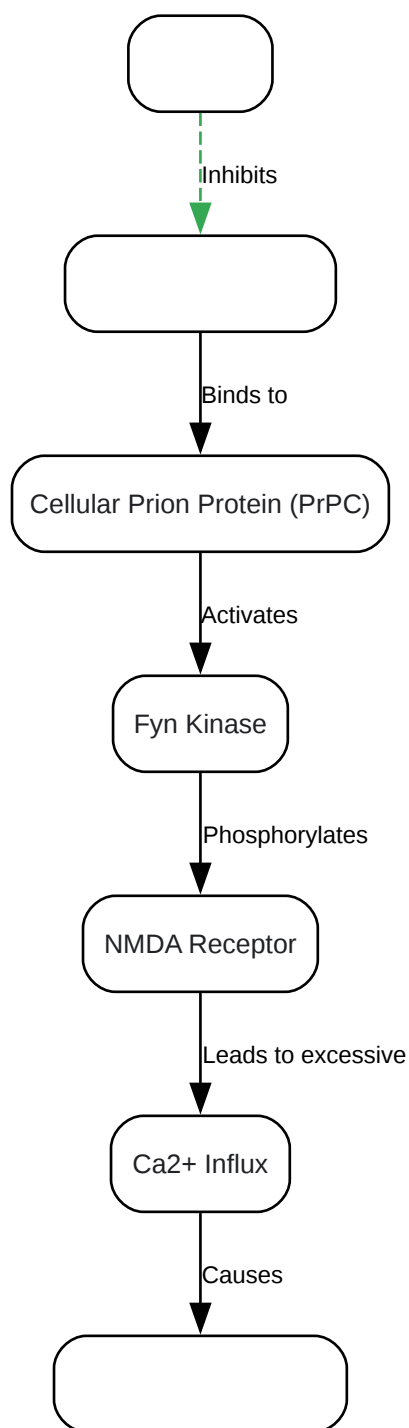 Inhibits
Binds to
Cellular Prion Protein (PrPC)
Activates
Fyn Kinase
Phosphorylates
NMDA Receptor
Leads to excessive
Ca2+ Influx
Causes